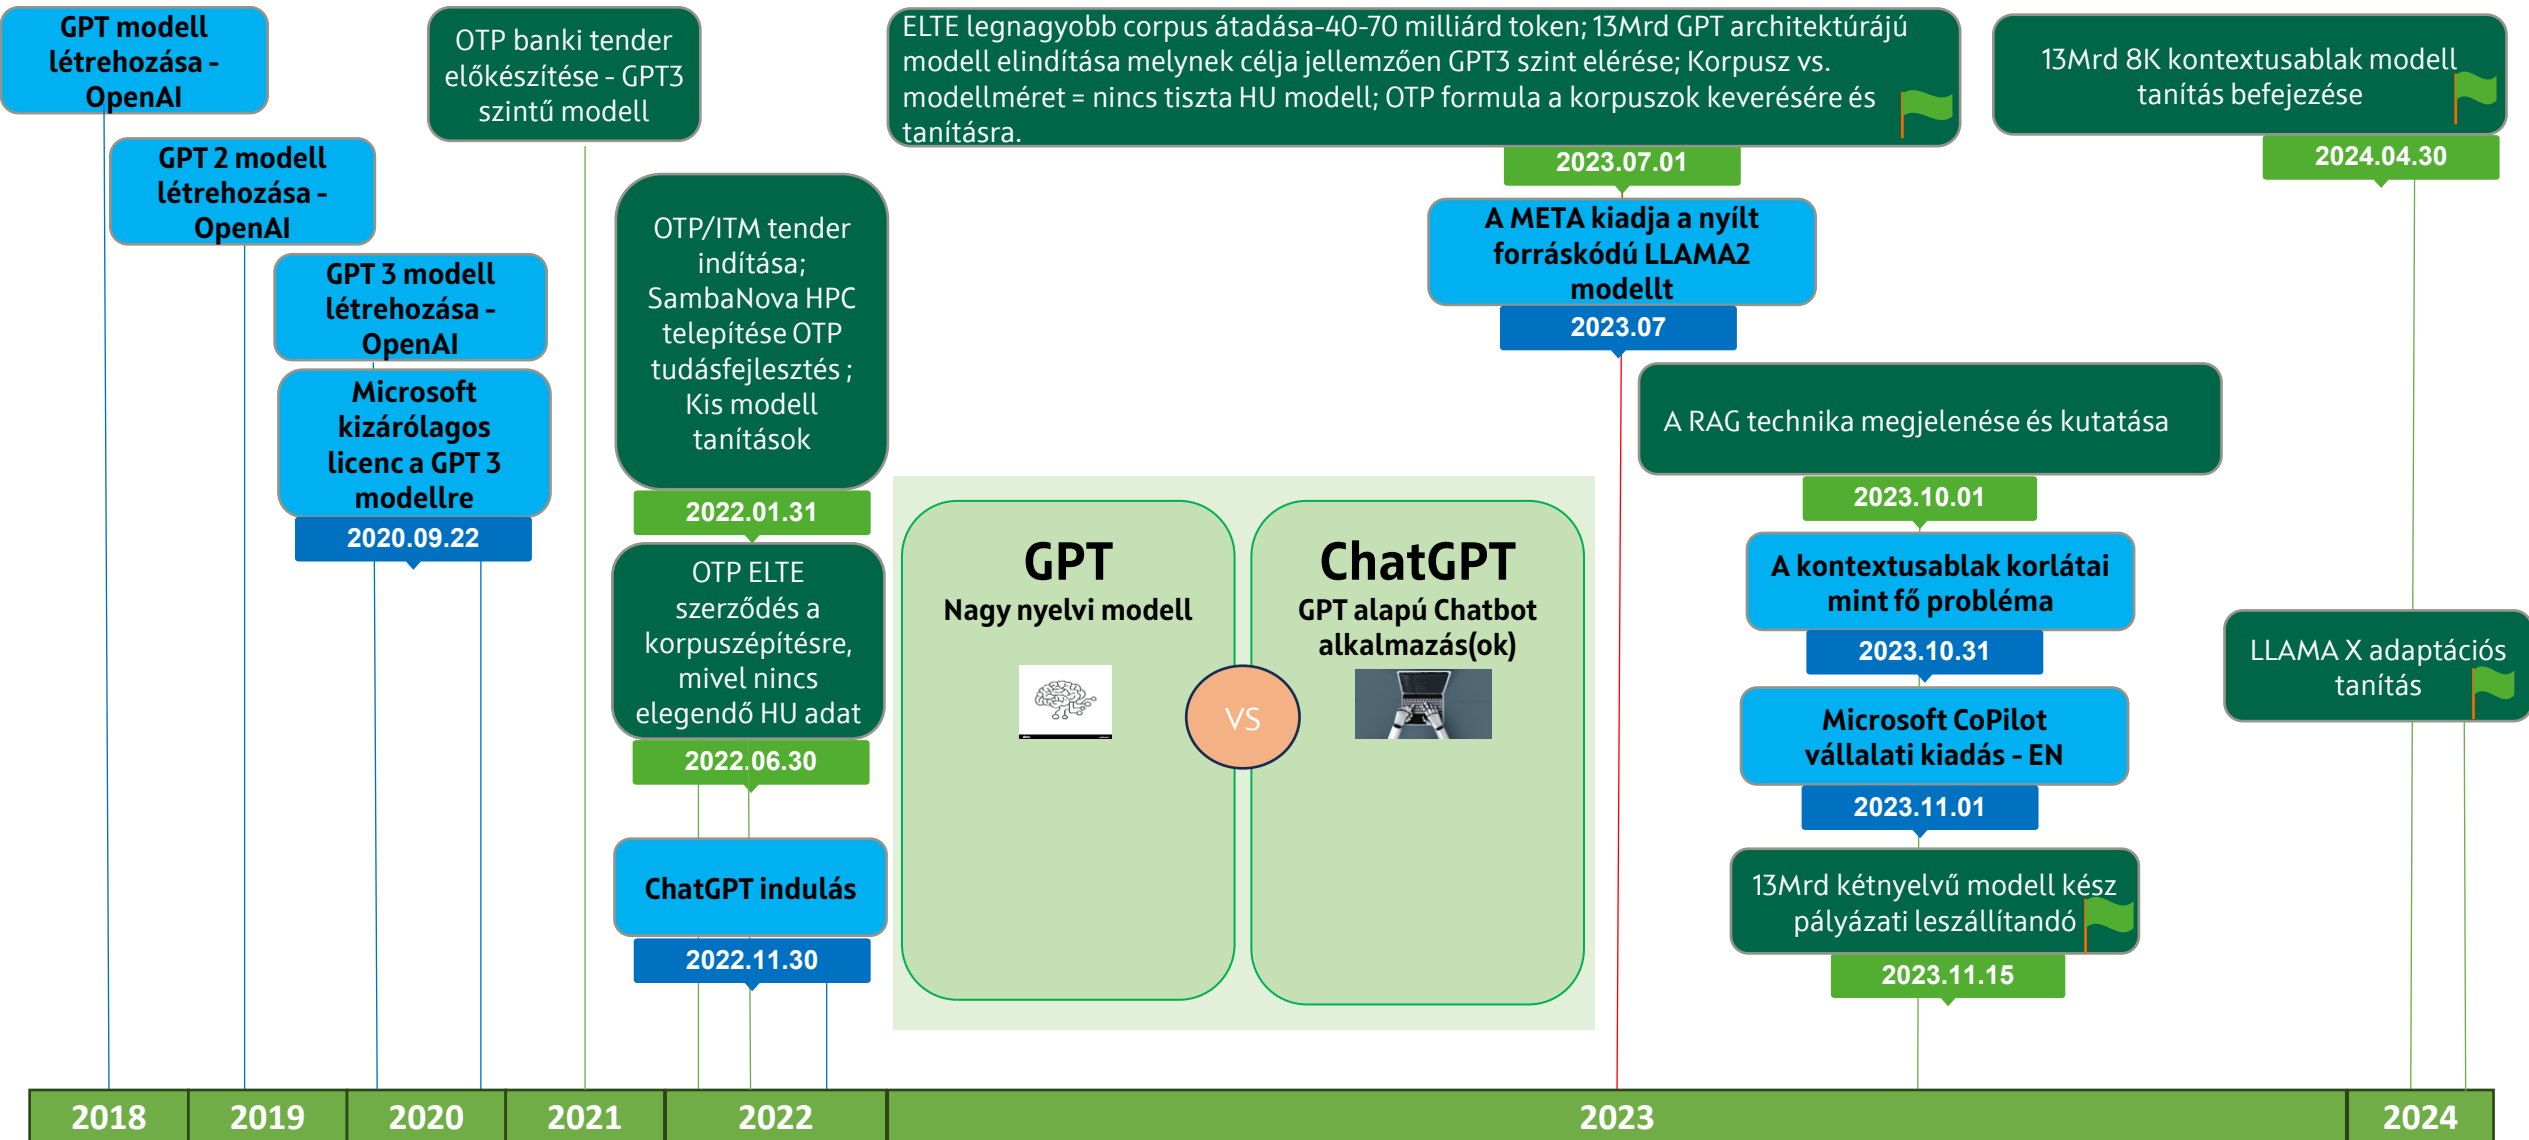 GPT modell
létrehozása -
OpenAI
GPT 2 modell
létrehozása -
OpenAI
GPT 3 modell
létrehozása -
OpenAI
Microsoft
kizárólagos
licenc a GPT 3
modellre
2020.09.22
OTP banki tender
előkészítése - GPT3
szintű modell
OTP/ITM tender
indítása;
SambaNova HPC
telepítése OTP
tudásfejlesztés ;
Kis modell
tanítások
2022.01.31
OTP ELTE
szerződés a
korpuszépítésre,
mivel nincs
elegendő HU adat
2022.06.30
ChatGPT indulás
2022.11.30
ELTE legnagyobb corpus átadása-40-70 milliárd token; 13Mrd GPT architektúrájú
modell elindítása melynek célja jellemzően GPT3 szint elérése; Korpusz vs.
modellméret = nincs tiszta HU modell; OTP formula a korpuszok keverésére és
tanításra.
2023.07.01
A META kiadja a nyílt
forráskódú LLAMA2
modellt
2023.07
GPT
Nagy nyelvi modell
VS
ChatGPT
GPT alapú Chatbot
alkalmazás(ok)
A RAG technika megjelenése és kutatása
2023.10.01
A kontextusablak korlátai
mint fő probléma
2023.10.31
Microsoft CoPilot
vállalati kiadás - EN
2023.11.01
13Mrd kétnyelvű modell kész
pályázati leszállítandó
2023.11.15
13Mrd 8K kontextusablak modell
tanítás befejezése
2024.04.30
LLAMA X adaptációs
tanítás
2018
2019
2020
2021
2022
2023
2024